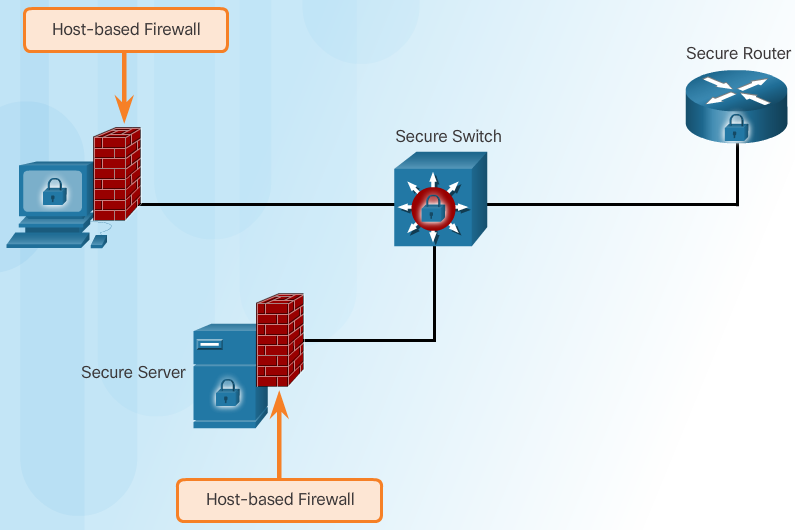 Host-based Firewall
Secure Router
Secure Switch
Secure Server
Host-based Firewall